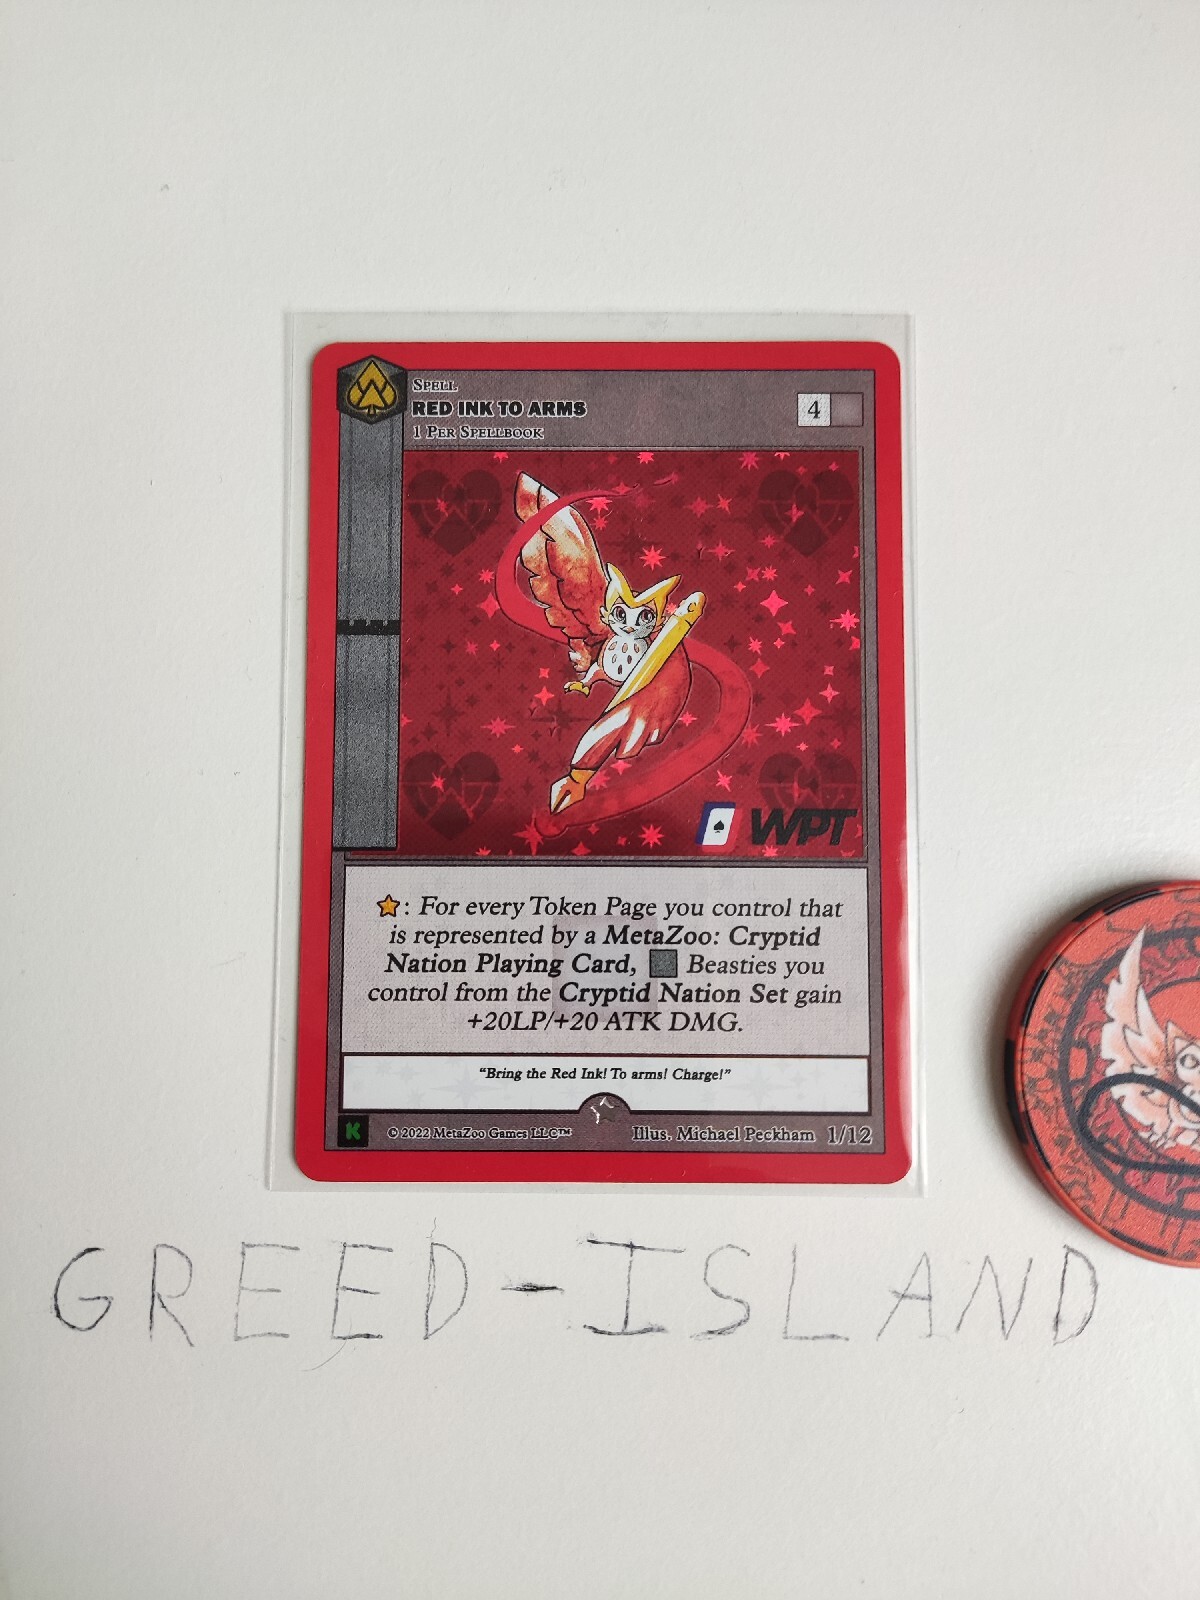 SPELL
RED INK TO ARMS
1 PER SPELLBOOK
4
WPT
: For every Token Page you control that
is represented by a MetaZoo: Cryptid
Nation Playing Card, Beasties you
control from the Cryptid Nation Set gain
+20LP/+20 ATK DMG.
“Bring the Red Ink! To arms! Charge!”
K
© 2022 MetaZoo Games LLC™
Illus. Michael Peckham 1/12
GREED-ISLAND